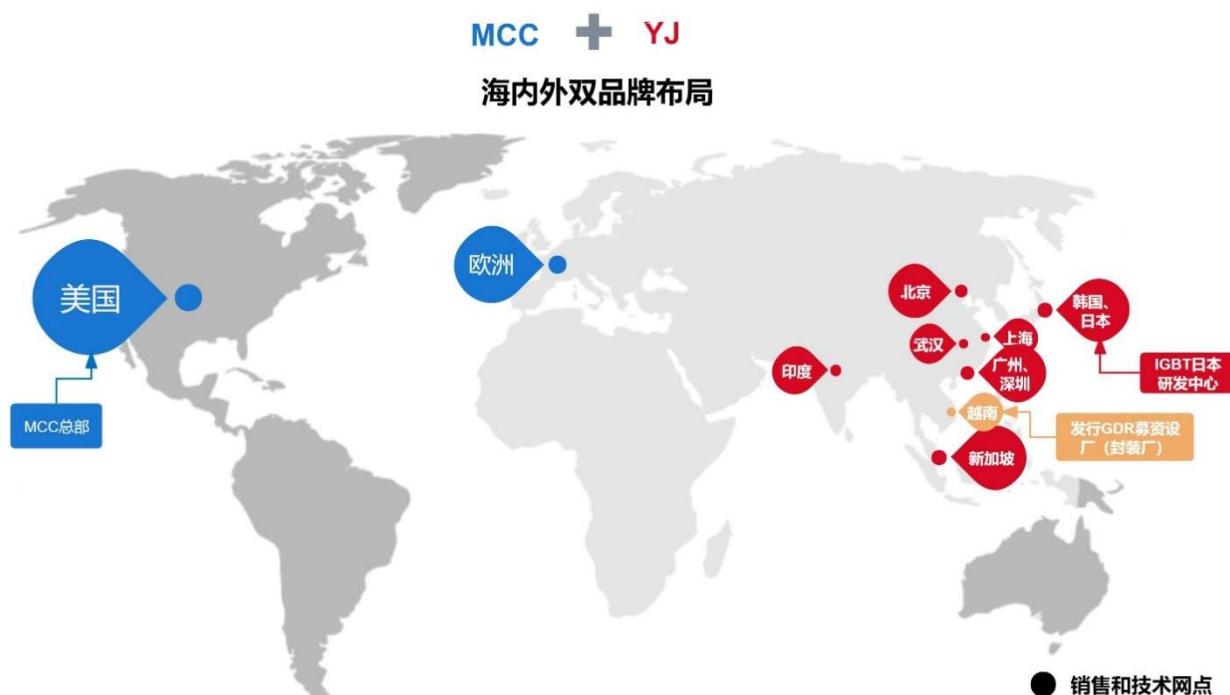 MCC + YJ
海内外双品牌布局
美国
MCC总部
欧洲
北京
武汉
印度
上海
广州、
深圳
韩国、
日本
IGBT日本
研发中心
越南
发行GDR募资设
厂（封装厂）
新加坡
销售和技术网点